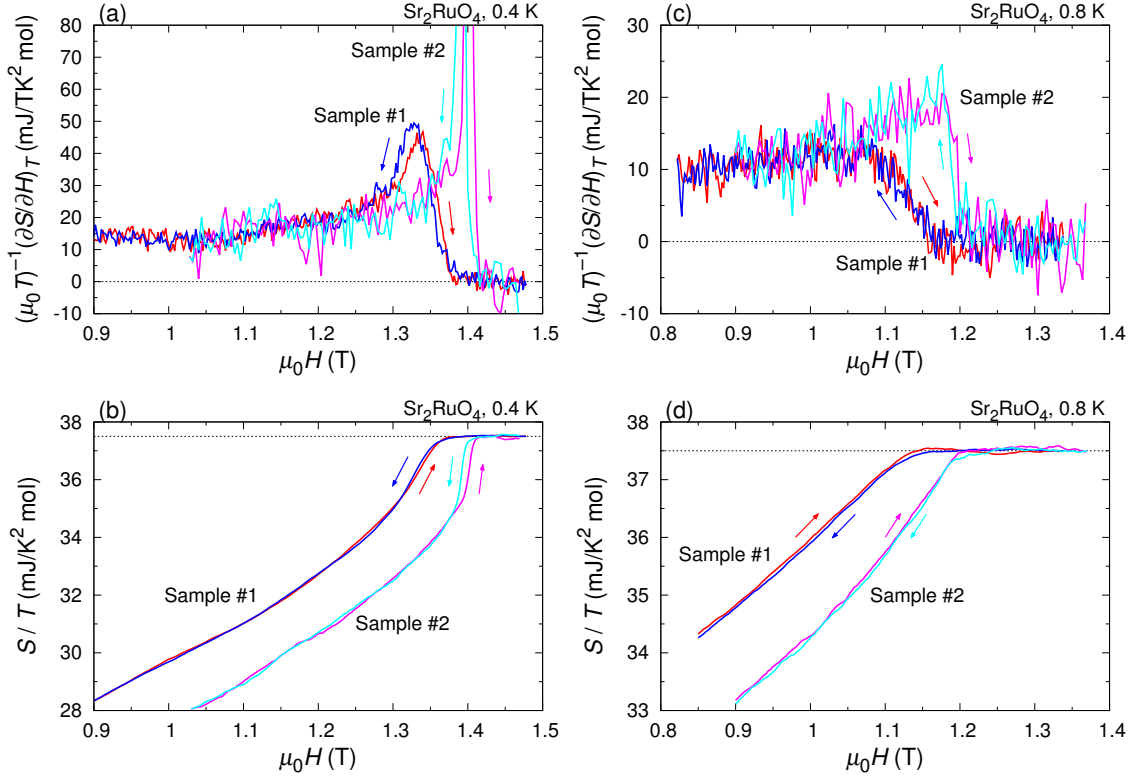 (a) Sr₂RuO₄, 0.4 K
(μ₀T)⁻¹(∂S/∂H)_T (mJ/TK² mol)
80
70
60
50
40
30
20
10
0
-10
Sample #2
Sample #1
0.9 1 1.1 1.2 1.3 1.4 1.5
μ₀H (T)
(c) Sr₂RuO₄, 0.8 K
(μ₀T)⁻¹(∂S/∂H)_T (mJ/TK² mol)
30
20
10
0
-10
Sample #2
Sample #1
0.8 0.9 1 1.1 1.2 1.3 1.4
μ₀H (T)
(b) Sr₂RuO₄, 0.4 K
S / T (mJ/K² mol)
38
36
34
32
30
28
Sample #1
Sample #2
0.9 1 1.1 1.2 1.3 1.4 1.5
μ₀H (T)
(d) Sr₂RuO₄, 0.8 K
S / T (mJ/K² mol)
38
37
36
35
34
33
Sample #1
Sample #2
0.8 0.9 1 1.1 1.2 1.3 1.4
μ₀H (T)